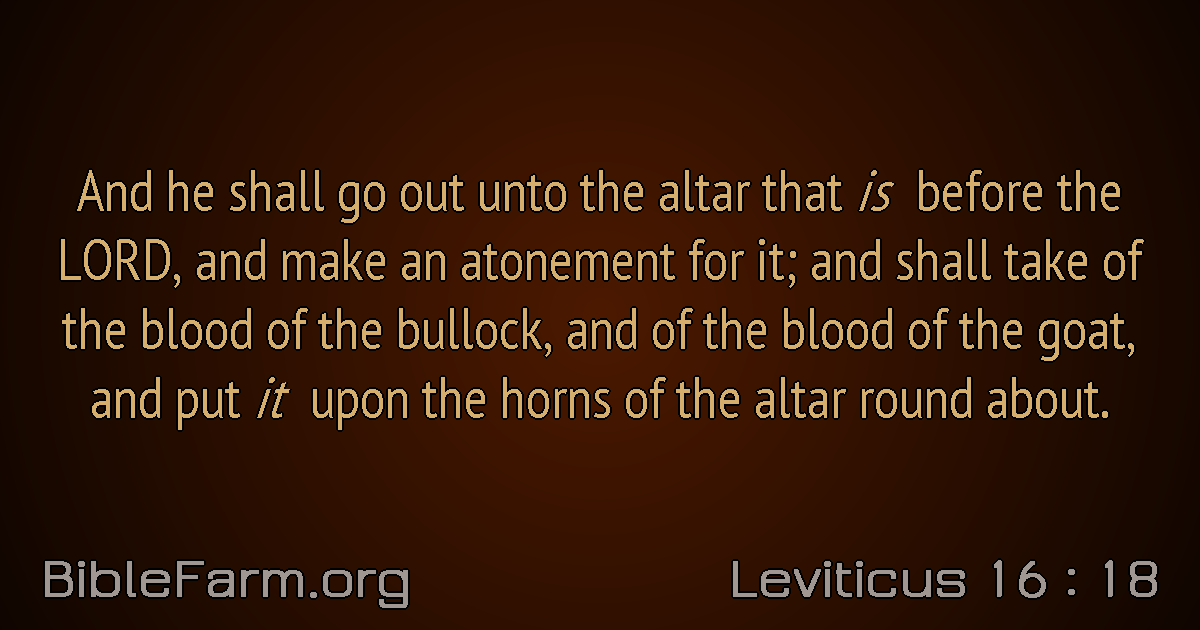 And he shall go out unto the altar that is before the
LORD, and make an atonement for it; and shall take of
the blood of the bullock, and of the blood of the goat,
and put it upon the horns of the altar round about.
BibleFarm.org
Leviticus 16 : 18